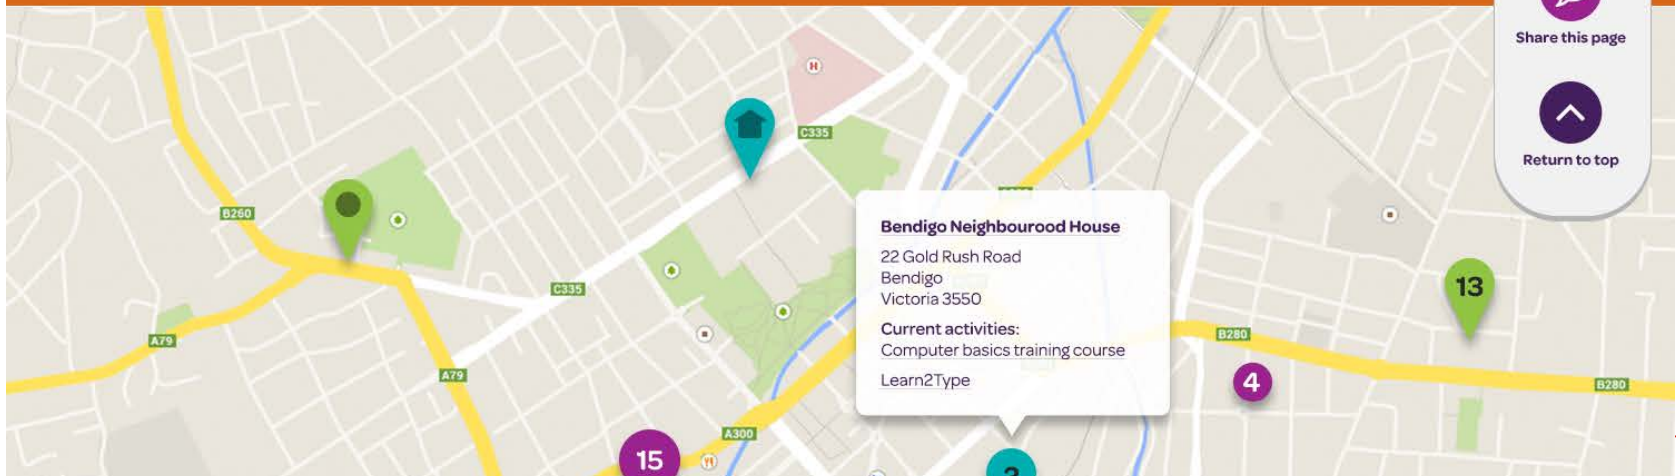 Share this page
H
C335
Return to top
B260
Bendigo Neighbourood House
22 Gold Rush Road
Bendigo
Victoria 3550
13
C335
Current activities:
B280
A79
Computer basics training course
A79
4
B280
Learn2Type
A300
15